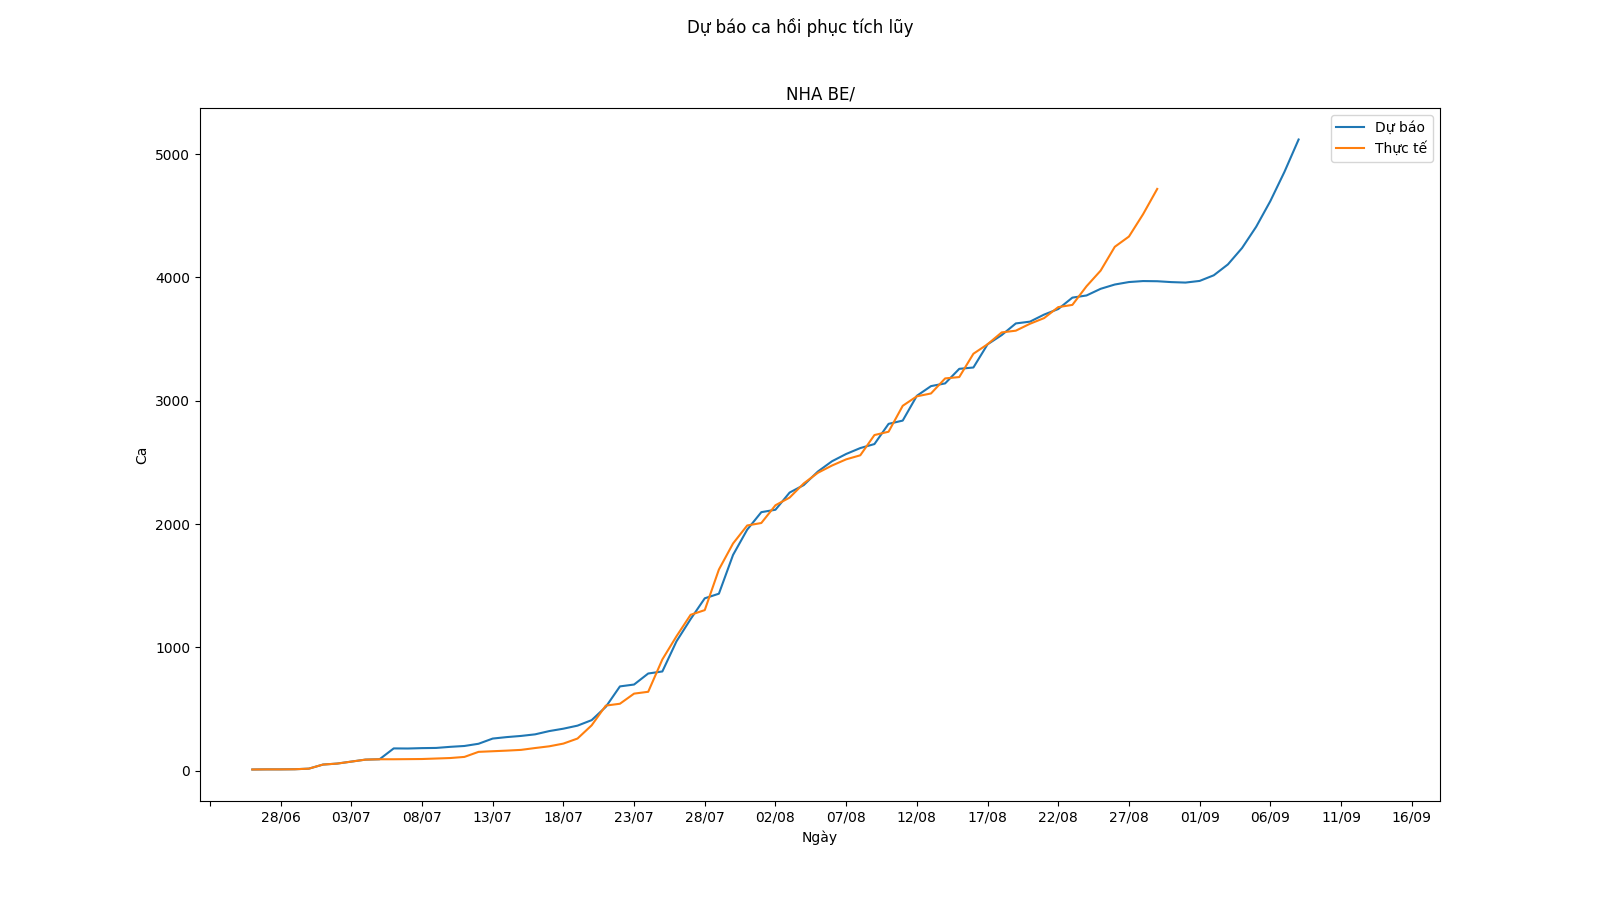 Dự báo ca hồi phục tích lũy
NHA BE/
Dự báo
Thực tế
5000
4000
3000
2000
1000
0
Ca
28/06 03/07 08/07 13/07 18/07 23/07 28/07 02/08 07/08 12/08 17/08 22/08 27/08 01/09 06/09 11/09 16/09
Ngày